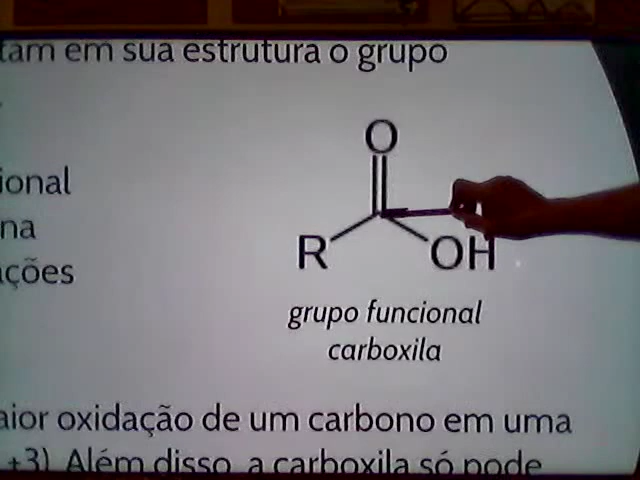 tam em sua estrutura o grupo
ional
na
ações
O
R
OH
grupo funcional
carboxila
aior oxidação de um carbono em uma
+3). Além disso, a carboxila só pode